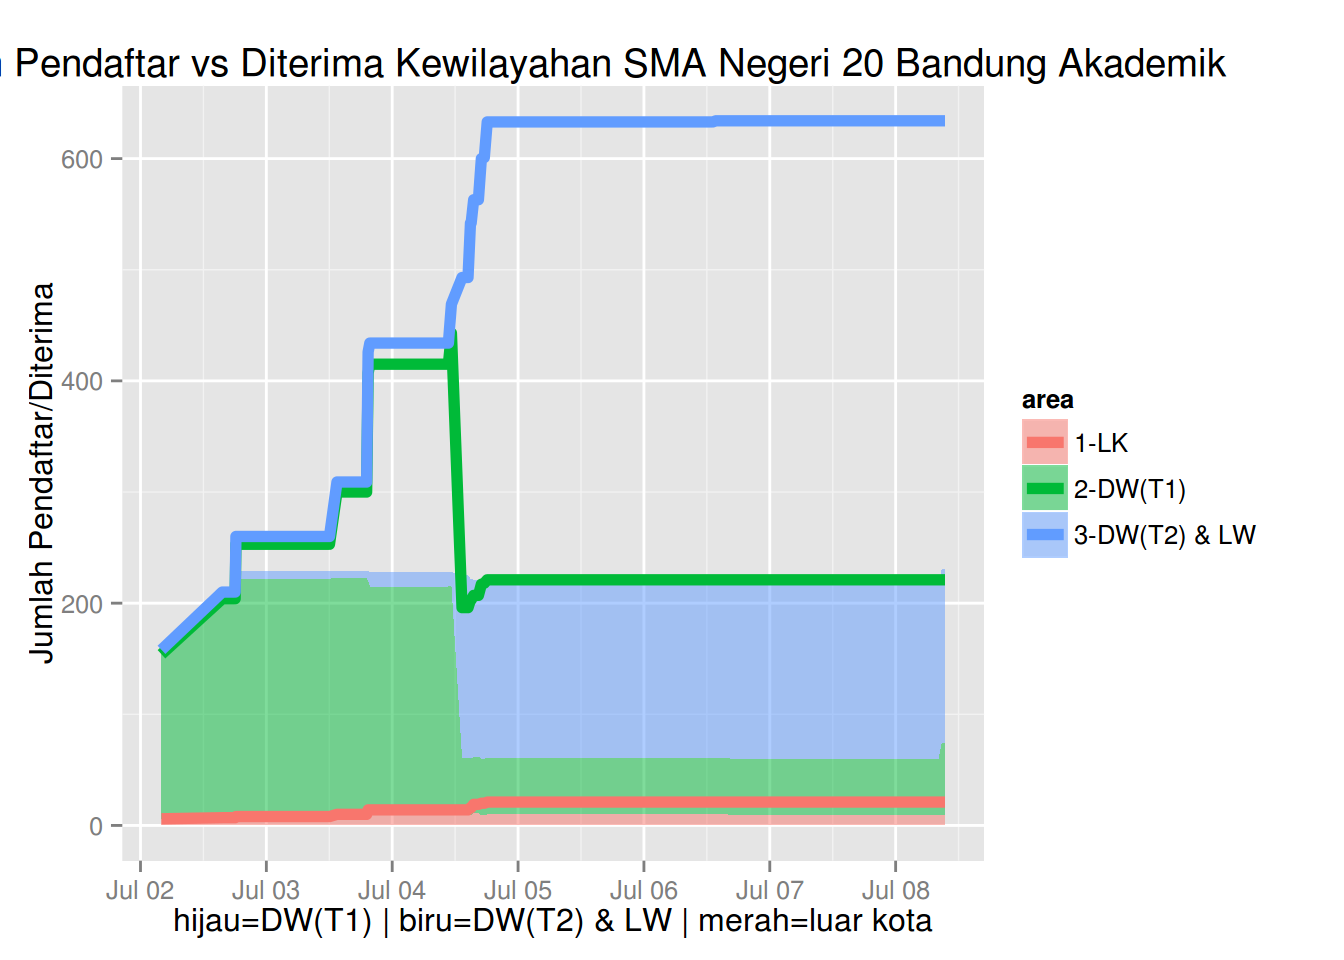 Pendaftar vs Diterima Kewilayahan SMA Negeri 20 Bandung Akademik
Jumlah Pendaftar/Diterima
600
400
200
0
Jul 02 Jul 03 Jul 04 Jul 05 Jul 06 Jul 07 Jul 08
hijau=DW(T1) | biru=DW(T2) & LW | merah=luar kota
area
1-LK
2-DW(T1)
3-DW(T2) & LW